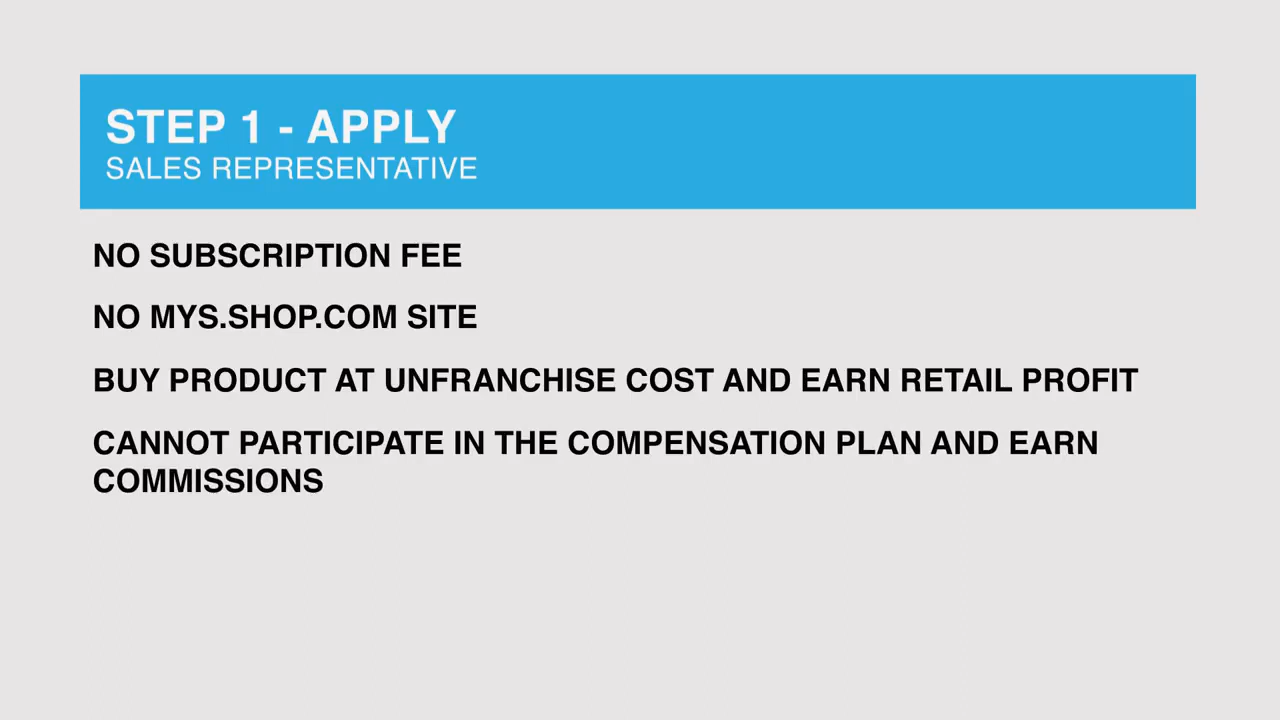 STEP 1 - APPLY
SALES REPRESENTATIVE
NO SUBSCRIPTION FEE
NO MYS.SHOP.COM SITE
BUY PRODUCT AT UNFRANCHISE COST AND EARN RETAIL PROFIT
CANNOT PARTICIPATE IN THE COMPENSATION PLAN AND EARN
COMMISSIONS